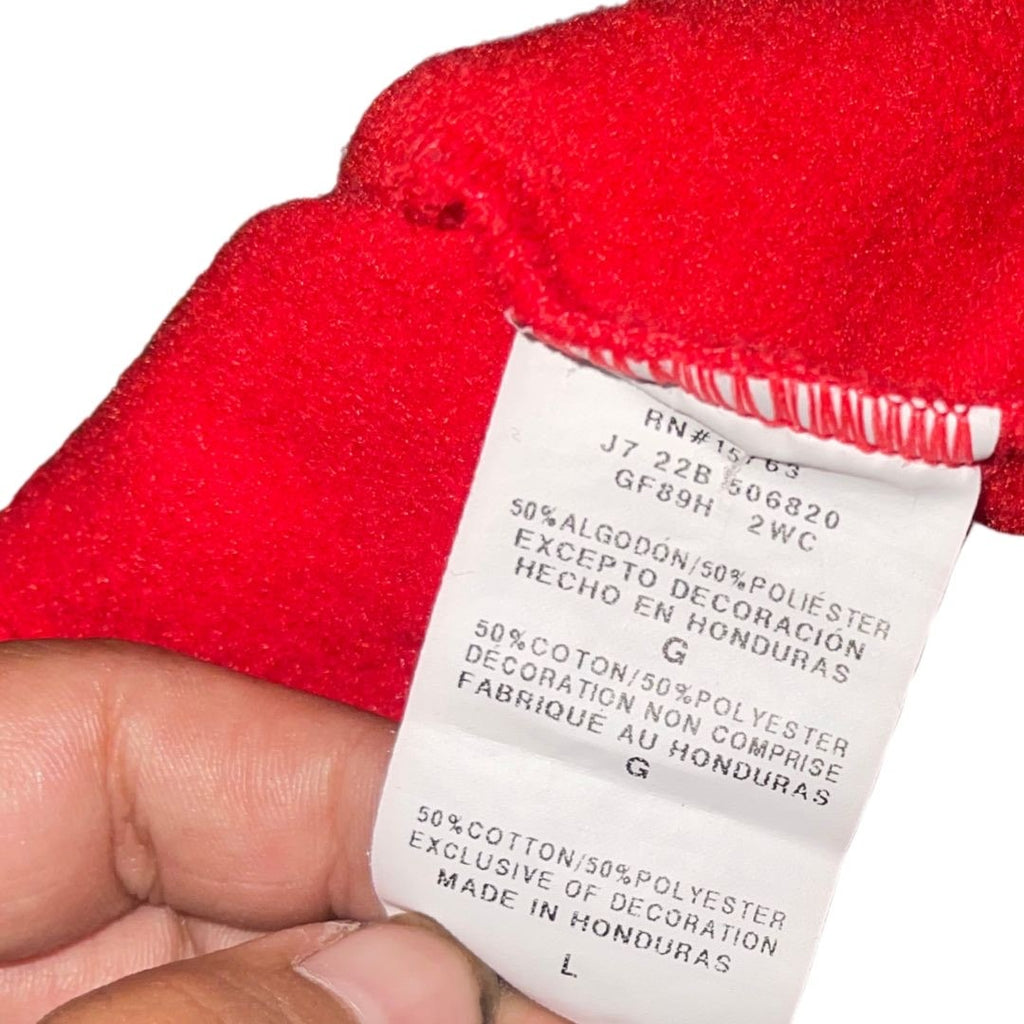 RN#15763
J7 22B 506820
GF89H 2WC
50%ALGODÓN/50%POLIÉSTER
EXCEPTO DECORACIÓN
HECHO EN HONDURAS
G
50%COTON/50%POLYESTER
DÉCORATION NON COMPRISE
FABRIQUE AU HONDURAS
G
50%COTTON/50%POLYESTER
EXCLUSIVE OF DECORATION
MADE IN HONDURAS
L